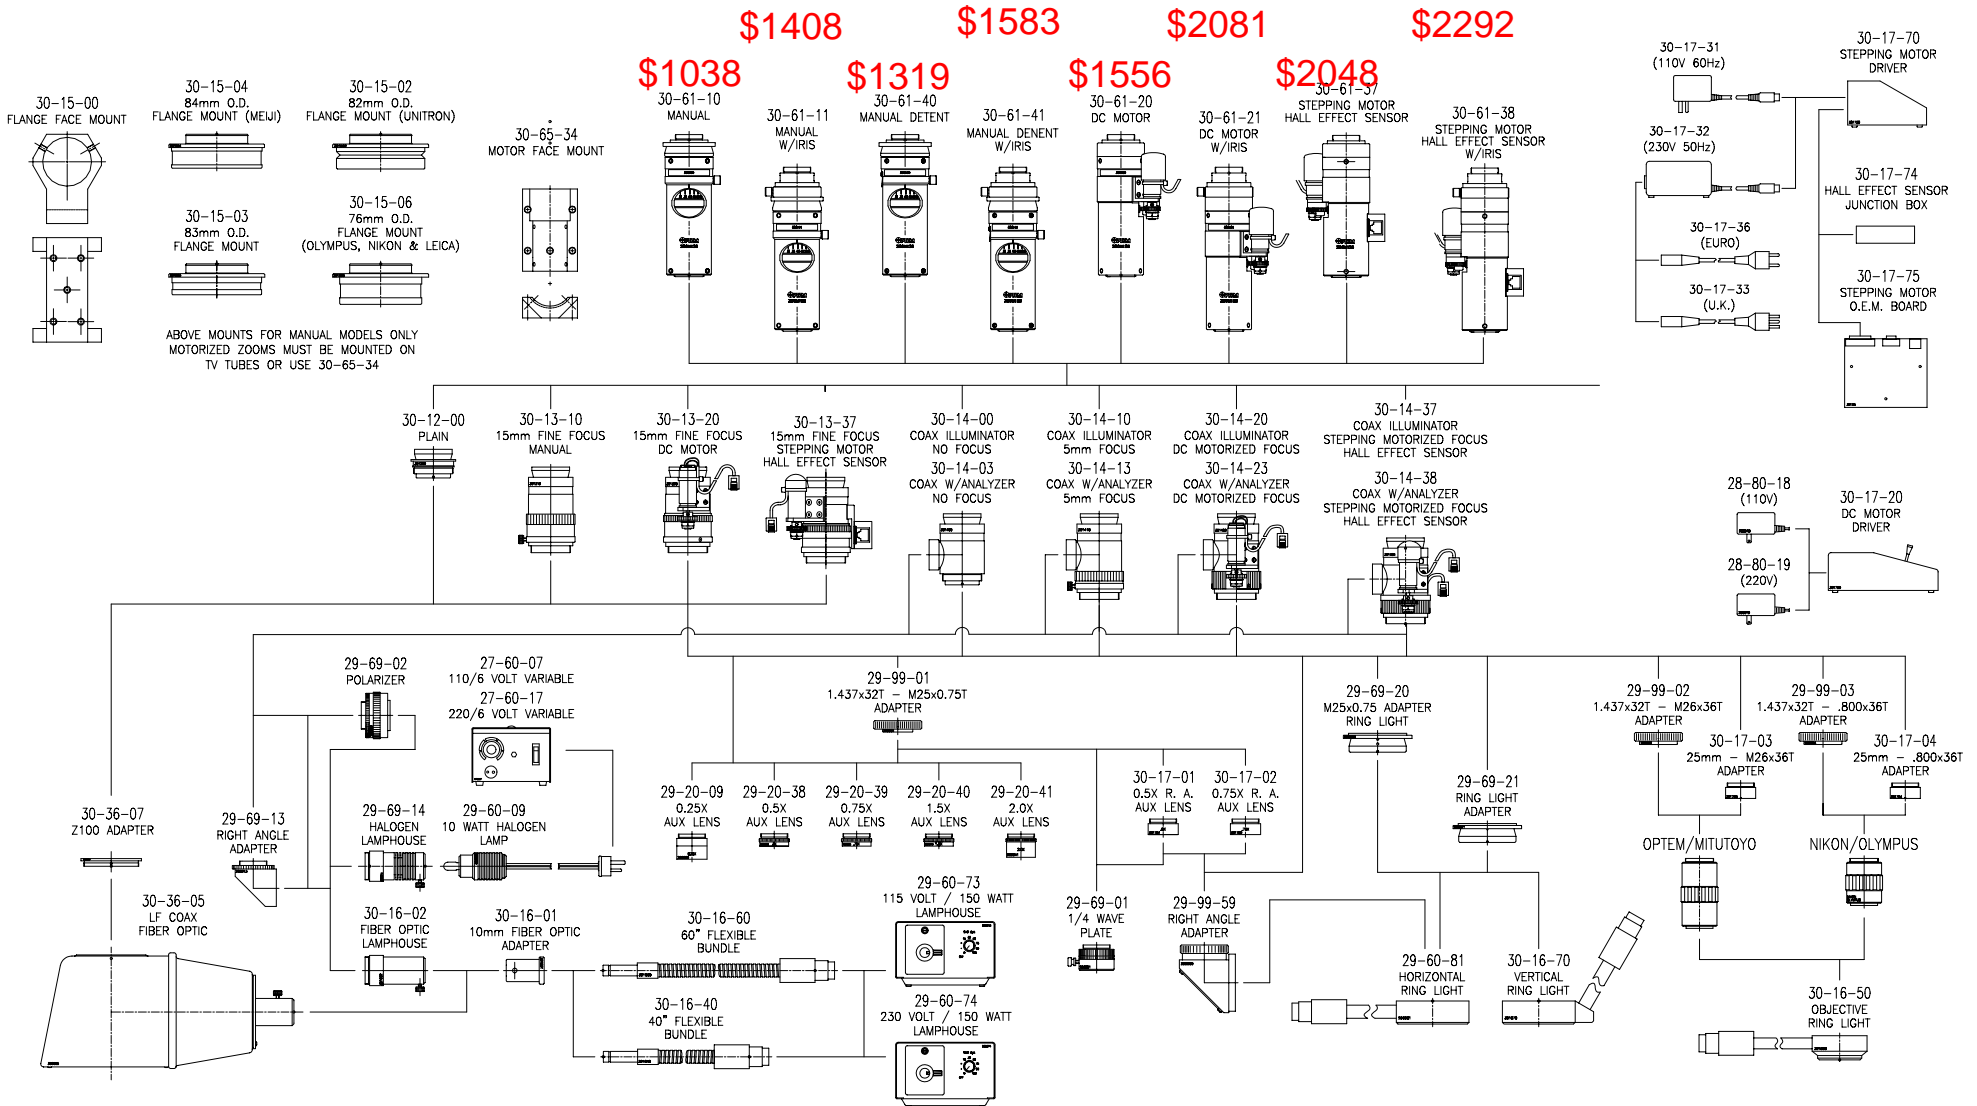 $1408
$1583
$2081
$2292
$1038
$1319
$1556
$2048
30-15-00
FLANGE FACE MOUNT
30-15-04
84mm O.D.
FLANGE MOUNT (MEIJI)
30-15-02
82mm O.D.
FLANGE MOUNT (UNITRON)
30-15-03
83mm O.D.
FLANGE MOUNT
30-15-06
76mm O.D.
FLANGE MOUNT
(OLYMPUS, NIKON & LEICA)
ABOVE MOUNTS FOR MANUAL MODELS ONLY
MOTORIZED ZOOMS MUST BE MOUNTED ON
TV TUBES OR USE 30-65-34
30-65-34
MOTOR FACE MOUNT
30-61-10
MANUAL
30-61-11
MANUAL
W/IRIS
30-61-40
MANUAL DETENT
30-61-41
MANUAL DENENT
W/IRIS
30-61-20
DC MOTOR
30-61-21
DC MOTOR
W/IRIS
30-61-37
STEPPING MOTOR
HALL EFFECT SENSOR
30-61-38
STEPPING MOTOR
HALL EFFECT SENSOR
W/IRIS
30-17-31
(110V 60Hz)
30-17-32
(230V 50Hz)
30-17-36
(EURO)
30-17-33
(U.K.)
30-17-70
STEPPING MOTOR
DRIVER
30-17-74
HALL EFFECT SENSOR
JUNCTION BOX
30-17-75
STEPPING MOTOR
O.E.M. BOARD
30-12-00
PLAIN
30-13-10
15mm FINE FOCUS
MANUAL
30-13-20
15mm FINE FOCUS
DC MOTOR
30-13-37
15mm FINE FOCUS
STEPPING MOTOR
HALL EFFECT SENSOR
30-14-00
COAX ILLUMINATOR
NO FOCUS
30-14-03
COAX W/ANALYZER
NO FOCUS
30-14-10
COAX ILLUMINATOR
5mm FOCUS
30-14-13
COAX W/ANALYZER
5mm FOCUS
30-14-20
COAX ILLUMINATOR
DC MOTORIZED FOCUS
30-14-23
COAX W/ANALYZER
DC MOTORIZED FOCUS
30-14-37
COAX ILLUMINATOR
STEPPING MOTORIZED FOCUS
HALL EFFECT SENSOR
30-14-38
COAX W/ANALYZER
STEPPING MOTORIZED FOCUS
HALL EFFECT SENSOR
28-80-18
(110V)
28-80-19
(220V)
30-17-20
DC MOTOR
DRIVER
29-69-02
POLARIZER
27-60-07
110/6 VOLT VARIABLE
27-60-17
220/6 VOLT VARIABLE
29-99-01
1.437x32T - M25x0.75T
ADAPTER
29-69-20
M25x0.75 ADAPTER
RING LIGHT
29-99-02
1.437x32T - M26x36T
ADAPTER
29-99-03
1.437x32T - .800x36T
ADAPTER
30-17-03
25mm - M26x36T
ADAPTER
30-17-04
25mm - .800x36T
ADAPTER
30-36-07
Z100 ADAPTER
29-69-13
RIGHT ANGLE
ADAPTER
29-69-14
HALOGEN
LAMPHOUSE
29-60-09
10 WATT HALOGEN
LAMP
29-20-09
0.25X
AUX LENS
29-20-38
0.5X
AUX LENS
29-20-39
0.75X
AUX LENS
29-20-40
1.5X
AUX LENS
29-20-41
2.0X
AUX LENS
30-17-01
0.5X R. A.
AUX LENS
30-17-02
0.75X R. A.
AUX LENS
29-69-21
RING LIGHT
ADAPTER
OPTEM/MITUTOYO
NIKON/OLYMPUS
30-36-05
LF COAX
FIBER OPTIC
30-16-02
FIBER OPTIC
LAMPHOUSE
30-16-01
10mm FIBER OPTIC
ADAPTER
30-16-60
60" FLEXIBLE
BUNDLE
30-16-40
40" FLEXIBLE
BUNDLE
29-60-73
115 VOLT / 150 WATT
LAMPHOUSE
29-60-74
230 VOLT / 150 WATT
LAMPHOUSE
29-69-01
1/4 WAVE
PLATE
29-99-59
RIGHT ANGLE
ADAPTER
29-60-81
HORIZONTAL
RING LIGHT
30-16-70
VERTICAL
RING LIGHT
30-16-50
OBJECTIVE
RING LIGHT